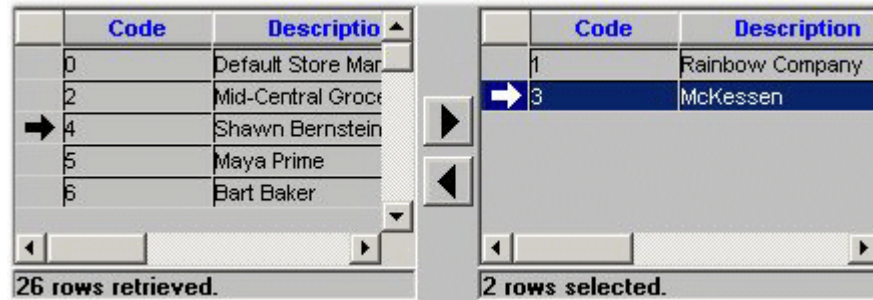 Code Descriptio
0 Default Store Mar
2 Mid-Central Groce
4 Shawn Bernstein
5 Maya Prime
6 Bart Baker
26 rows retrieved.
Code Description
1 Rainbow Company
3 McKessen
2 rows selected.